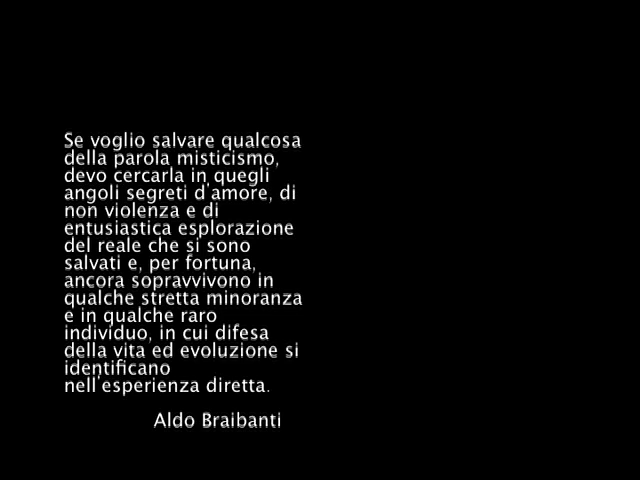 Se voglio salvare qualcosa
della parola misticismo,
devo cercarla in quegli
angoli segreti d'amore, di
non violenza e di
entusiastica esplorazione
del reale che si sono
salvati e, per fortuna,
ancora sopravvivono in
qualche stretta minoranza
e in qualche raro
individuo, in cui difesa
della vita ed evoluzione si
identificano
nell'esperienza diretta.
Aldo Braibanti